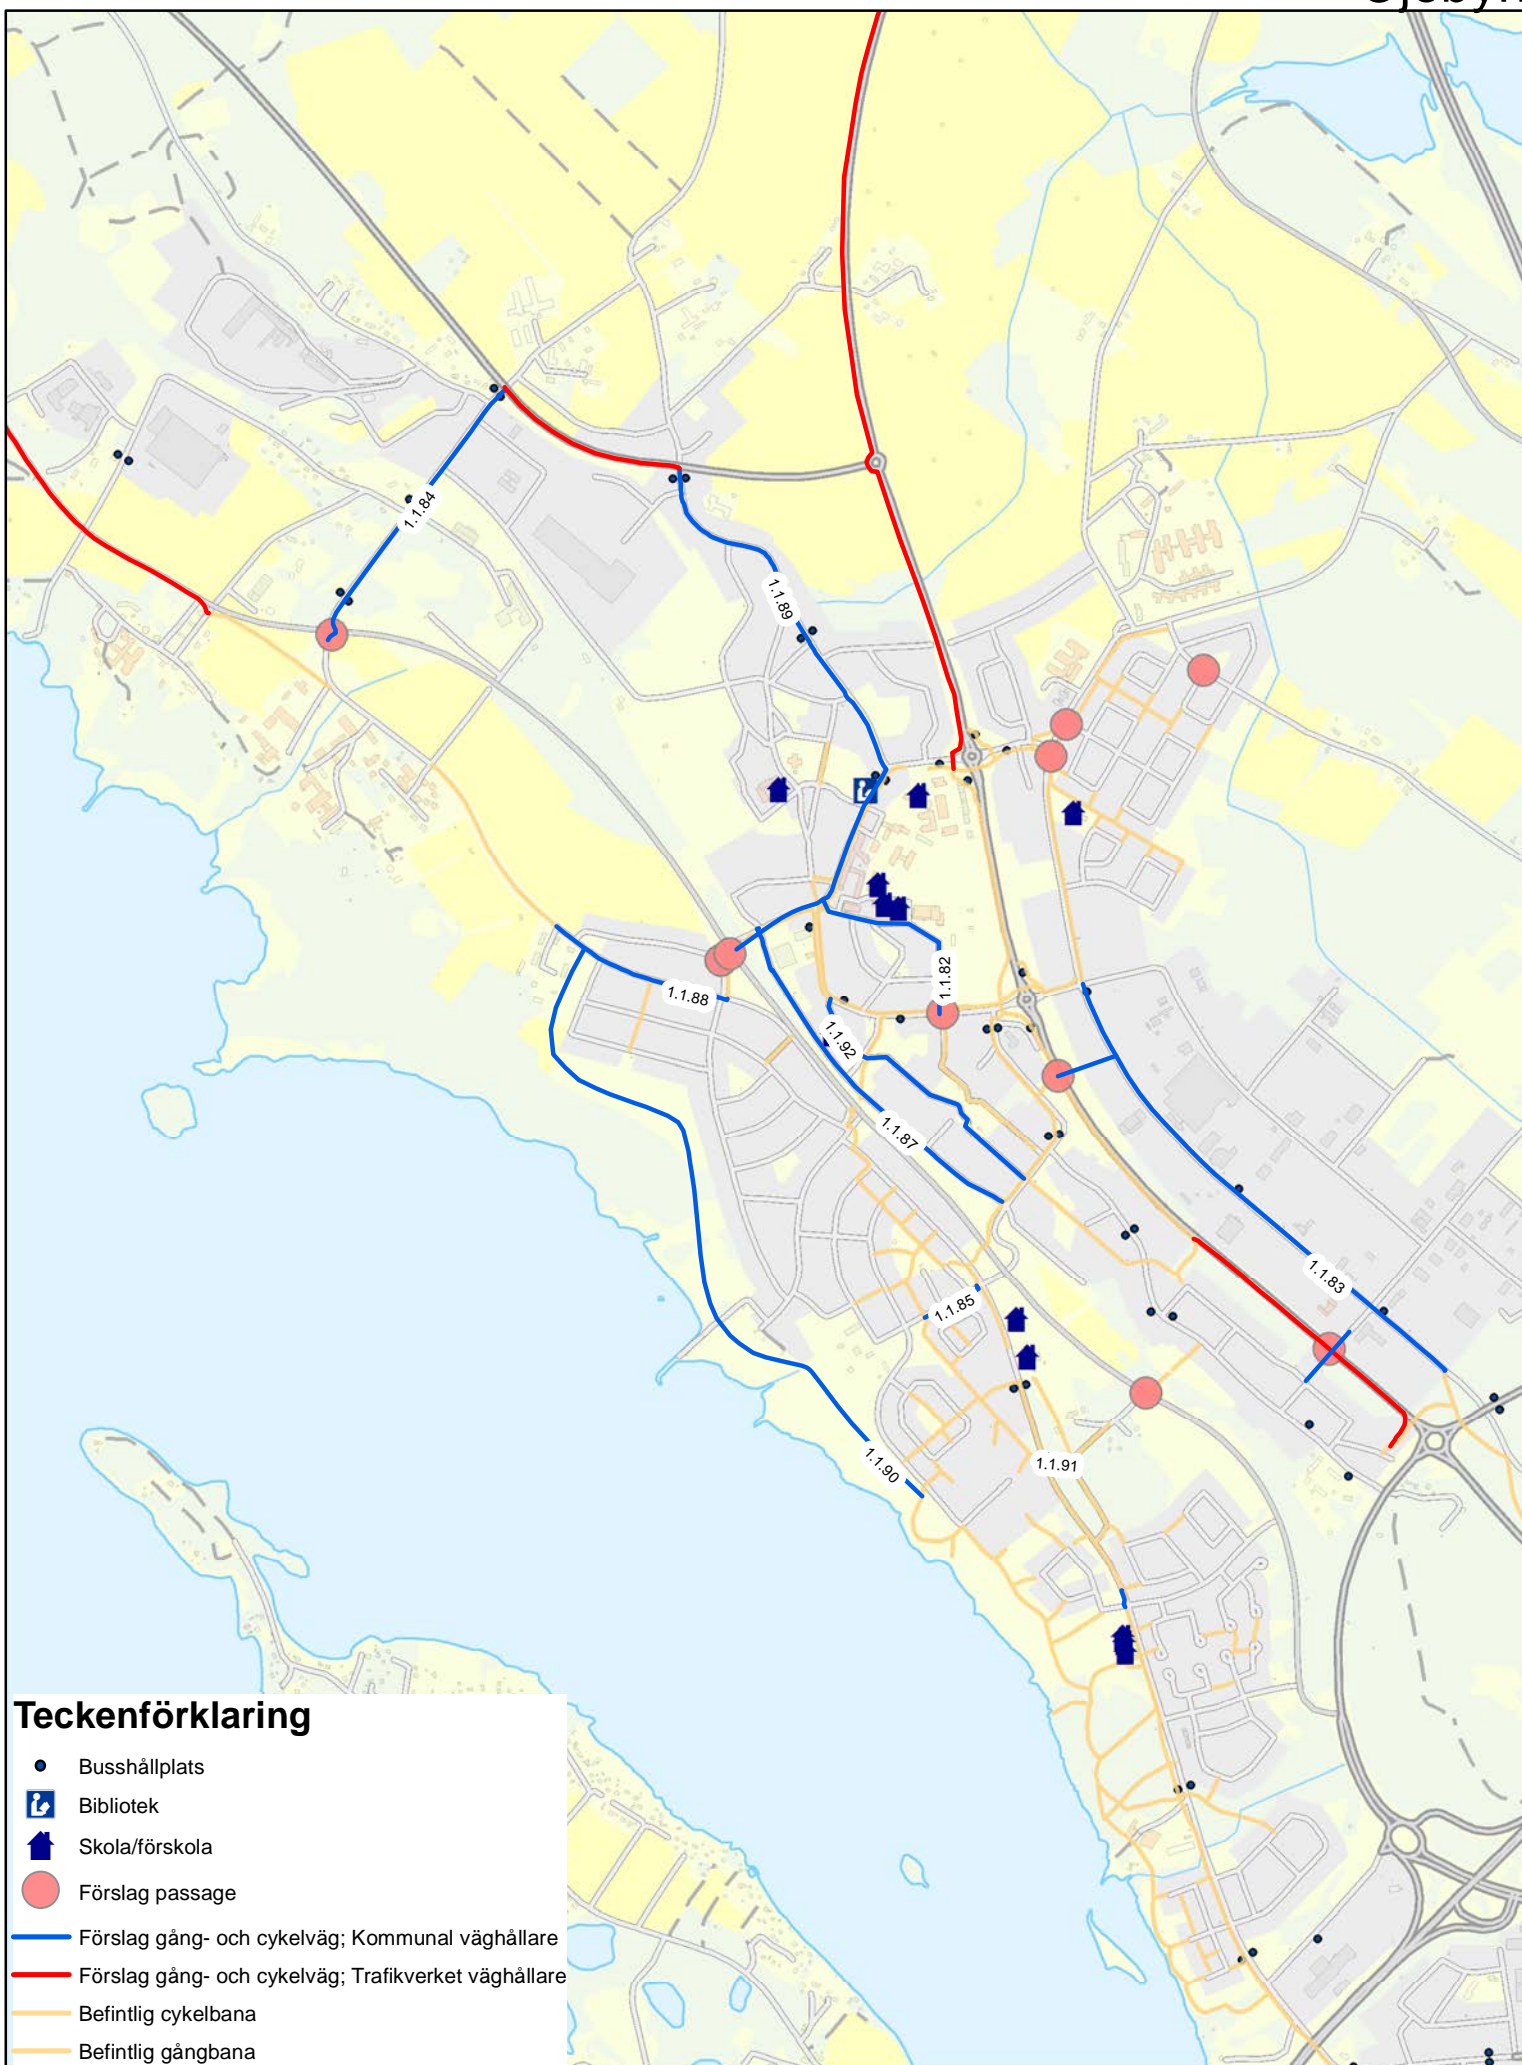 1.1.84
1.1.89
1.1.82
1.1.88
1.1.92
1.1.87
1.1.83
1.1.85
1.1.90
1.1.91
Teckenförklaring
Busshållplats
Bibliotek
Skola/förskola
Förslag passage
Förslag gång- och cykelväg; Kommunal väghållare
Förslag gång- och cykelväg; Trafikverket väghållare
Befintlig cykelbana
Befintlig gångbana